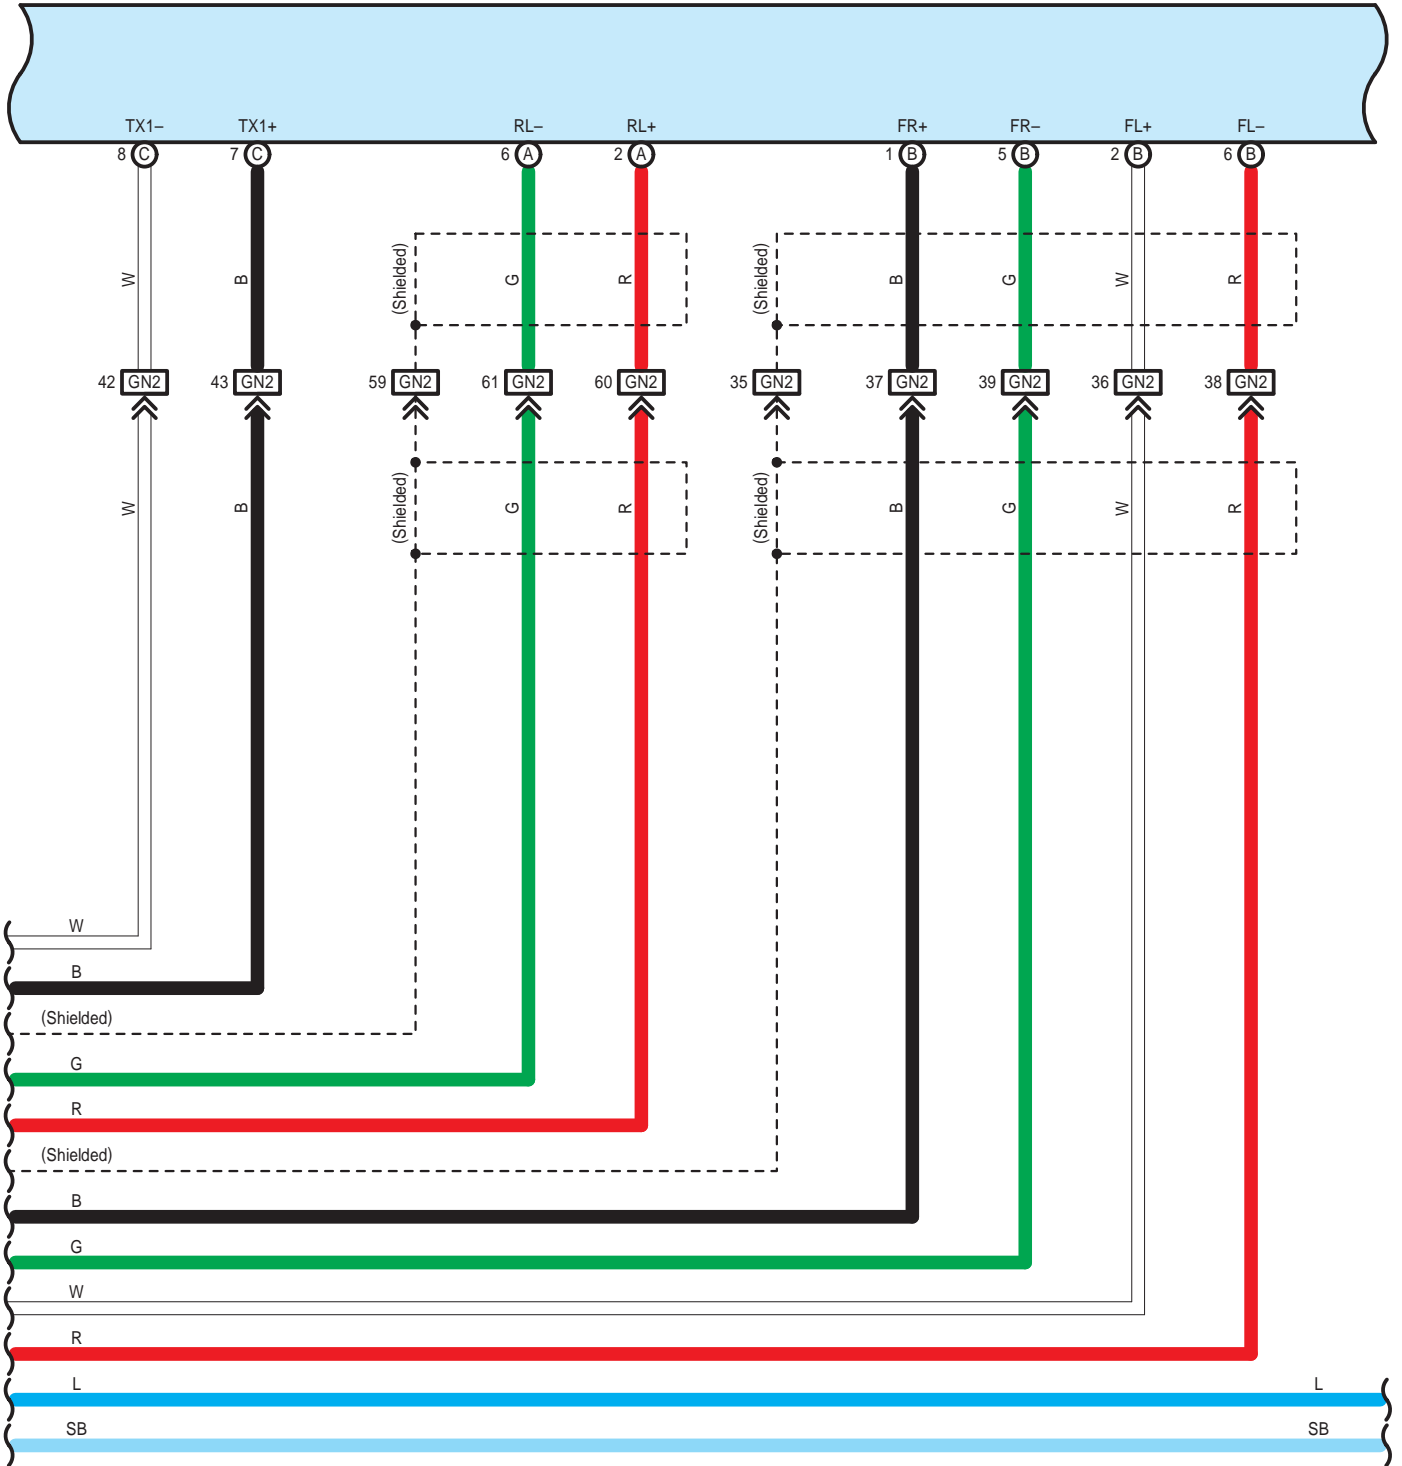 TX1– TX1+ RL– RL+ FR+ FR– FL+ FL–
8 C 7 C 6 A 2 A 1 B 5 B 2 B 6 B
W B (Shielded) G R (Shielded) B G W R
42 GN2 43 GN2 59 GN2 61 GN2 60 GN2 35 GN2 37 GN2 39 GN2 36 GN2 38 GN2
W B (Shielded) G R (Shielded) B G W R
W
B
(Shielded)
G
R
(Shielded)
B
G
W
R
L L
SB SB